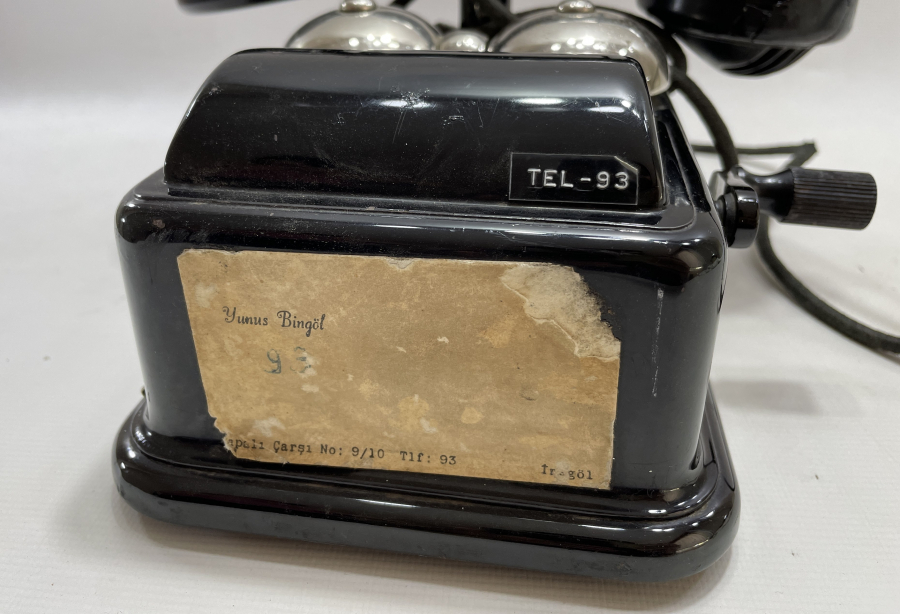 TEL-93
Yunus Bingöl
93
Çarşı No: 9/10 Tlf: 93